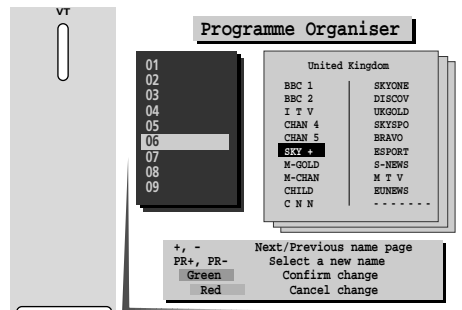 VT
Programme Organiser
01
02
03
04
05
06
07
08
09
United Kingdom
BBC 1 SKYONE
BBC 2 DISCOV
I T V UKGOLD
CHAN 4 SKYSPO
CHAN 5 BRAVO
SKY + ESPORT
M-GOLD S-NEWS
M-CHAN M T V
CHILD EUNEWS
C N N - - - - - - -
+, - Next/Previous name page
PR+, PR- Select a new name
Green Confirm change
Red Cancel change